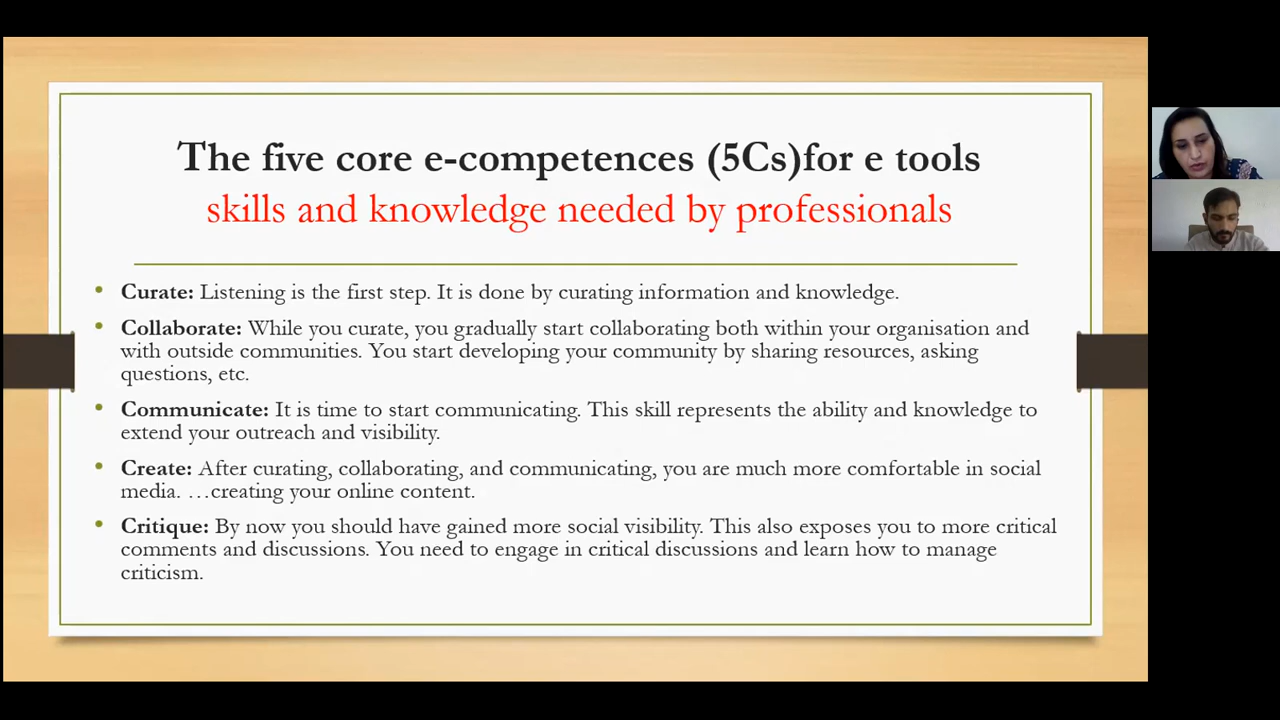 The five core e-competences (5Cs)for e tools
skills and knowledge needed by professionals
• Curate: Listening is the first step. It is done by curating information and knowledge.
• Collaborate: While you curate, you gradually start collaborating both within your organisation and
with outside communities. You start developing your community by sharing resources, asking
questions, etc.
• Communicate: It is time to start communicating. This skill represents the ability and knowledge to
extend your outreach and visibility.
• Create: After curating, collaborating, and communicating, you are much more comfortable in social
media. …creating your online content.
• Critique: By now you should have gained more social visibility. This also exposes you to more critical
comments and discussions. You need to engage in critical discussions and learn how to manage
criticism.